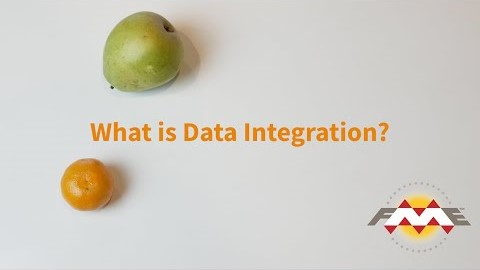 What is Data Integration?
FME